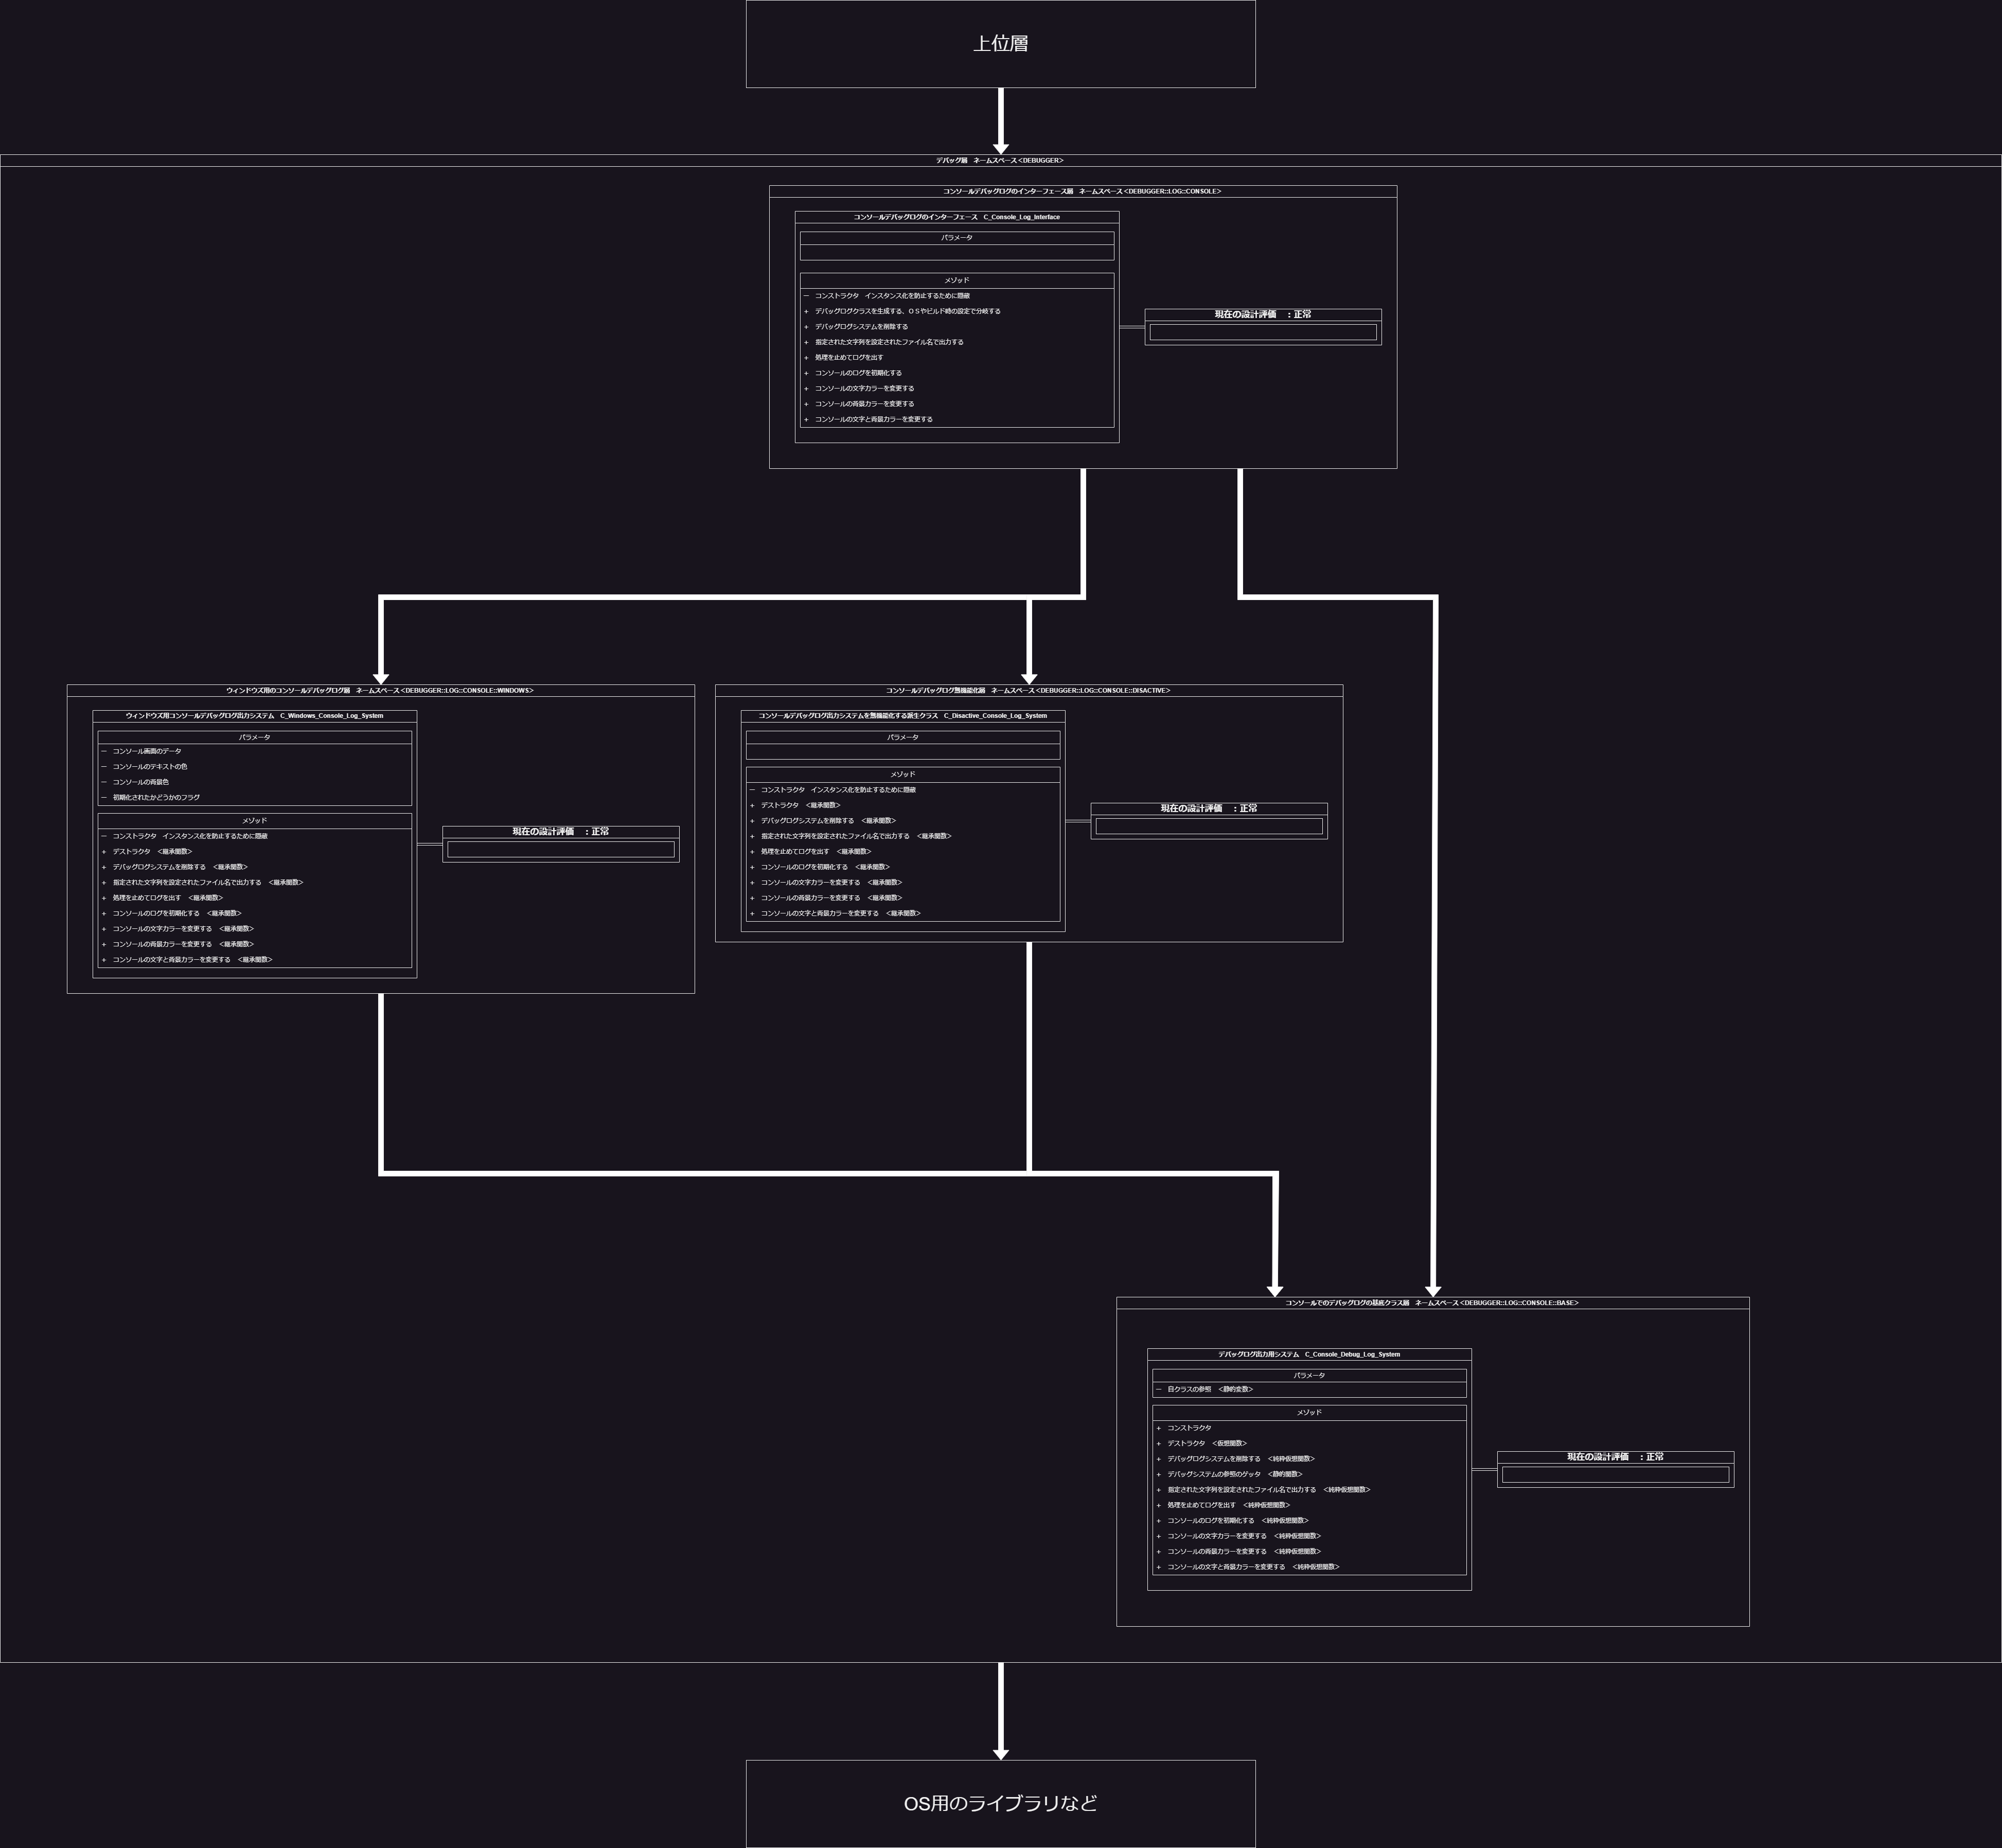 上位層
デバッグ層　ネームスペース＜DEBUGGER＞
コンソールデバッグログのインターフェース層　ネームスペース＜DEBUGGER::LOG::CONSOLE＞
コンソールデバッグログのインターフェース　C_Console_Log_Interface
パラメータ
メソッド
－　コンストラクタ　インスタンス化を防止するために隠蔽
＋　デバッグログクラスを生成する、ＯＳやビルド時の設定で分岐する
＋　デバッグログシステムを削除する
＋　指定された文字列を設定されたファイル名で出力する
＋　処理を止めてログを出す
＋　コンソールのログを初期化する
＋　コンソールの文字カラーを変更する
＋　コンソールの背景カラーを変更する
＋　コンソールの文字と背景カラーを変更する
現在の設計評価　：正常
ウィンドウズ用のコンソールデバッグログ層　ネームスペース＜DEBUGGER::LOG::CONSOLE::WINDOWS＞
ウィンドウズ用コンソールデバッグログ出力システム　C_Windows_Console_Log_System
パラメータ
－　コンソール画面のデータ
－　コンソールのテキストの色
－　コンソールの背景色
－　初期化されたかどうかのフラグ
メソッド
－　コンストラクタ　インスタンス化を防止するために隠蔽
＋　デストラクタ　＜継承関数＞
＋　デバッグログシステムを削除する　＜継承関数＞
＋　指定された文字列を設定されたファイル名で出力する　＜継承関数＞
＋　処理を止めてログを出す　＜継承関数＞
＋　コンソールのログを初期化する　＜継承関数＞
＋　コンソールの文字カラーを変更する　＜継承関数＞
＋　コンソールの背景カラーを変更する　＜継承関数＞
＋　コンソールの文字と背景カラーを変更する　＜継承関数＞
現在の設計評価　：正常
コンソールデバッグログ無機能化層　ネームスペース＜DEBUGGER::LOG::CONSOLE::DISACTIVE＞
コンソールデバッグログ出力システムを無機能化する派生クラス　C_Disactive_Console_Log_System
パラメータ
メソッド
－　コンストラクタ　インスタンス化を防止するために隠蔽
＋　デストラクタ　＜継承関数＞
＋　デバッグログシステムを削除する　＜継承関数＞
＋　指定された文字列を設定されたファイル名で出力する　＜継承関数＞
＋　処理を止めてログを出す　＜継承関数＞
＋　コンソールのログを初期化する　＜継承関数＞
＋　コンソールの文字カラーを変更する　＜継承関数＞
＋　コンソールの背景カラーを変更する　＜継承関数＞
＋　コンソールの文字と背景カラーを変更する　＜継承関数＞
現在の設計評価　：正常
コンソールでのデバッグログの基底クラス層　ネームスペース＜DEBUGGER::LOG::CONSOLE::BASE＞
デバッグログ出力用システム　C_Console_Debug_Log_System
パラメータ
－　自クラスの参照　＜静的変数＞
メソッド
＋　コンストラクタ
＋　デストラクタ　＜仮想関数＞
＋　デバッグログシステムを削除する　＜純粋仮想関数＞
＋　デバッグシステムの参照のゲッタ　＜静的関数＞
＋　指定された文字列を設定されたファイル名で出力する　＜純粋仮想関数＞
＋　処理を止めてログを出す　＜純粋仮想関数＞
＋　コンソールのログを初期化する　＜純粋仮想関数＞
＋　コンソールの文字カラーを変更する　＜純粋仮想関数＞
＋　コンソールの背景カラーを変更する　＜純粋仮想関数＞
＋　コンソールの文字と背景カラーを変更する　＜純粋仮想関数＞
現在の設計評価　：正常
OS用のライブラリなど